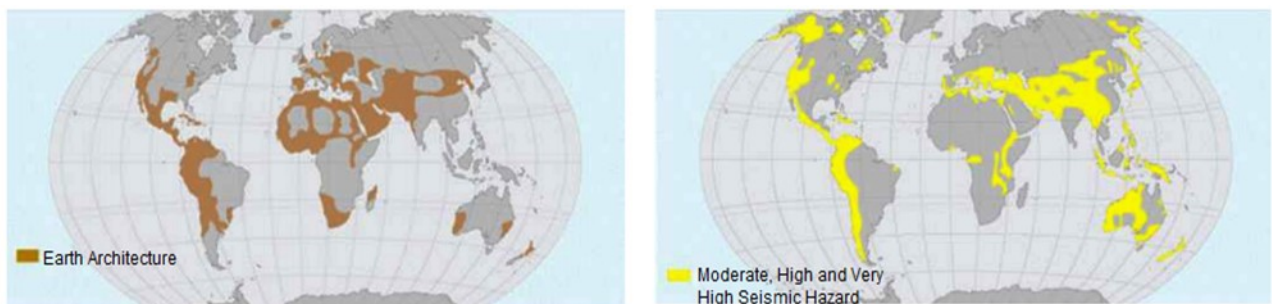 Earth Architecture
Moderate, High and Very
High Seismic Hazard